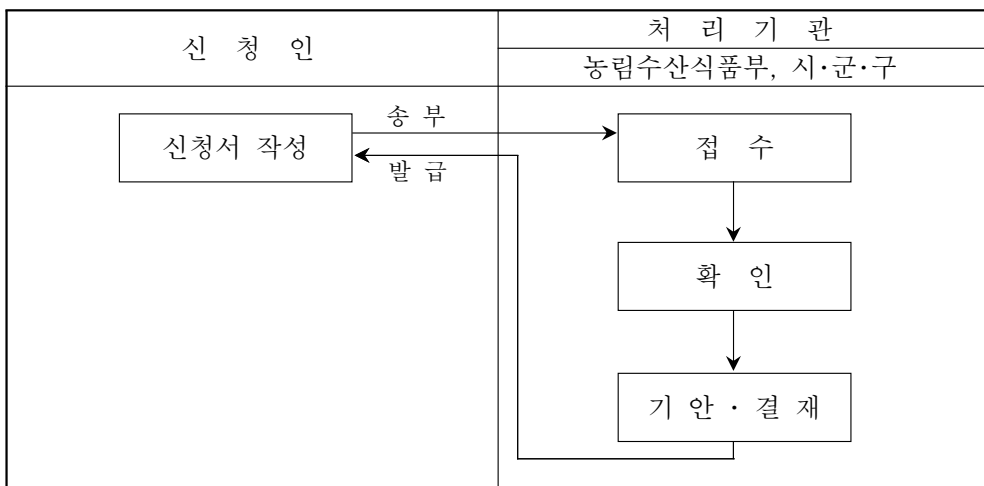 신 청 인
처 리 기 관
농림수산식품부, 시·군·구
신청서 작성
송 부
발 급
접 수
확 인
기 안 · 결 재